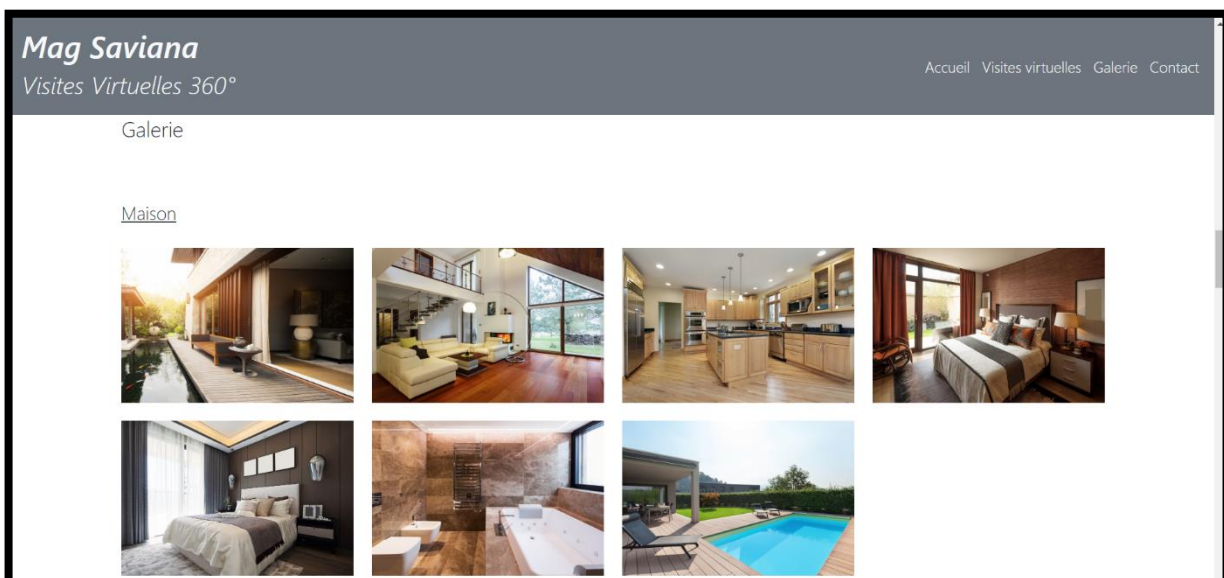 Mag Saviana
Visites Virtuelles 360°
Accueil Visites virtuelles Galerie Contact
Galerie
Maison